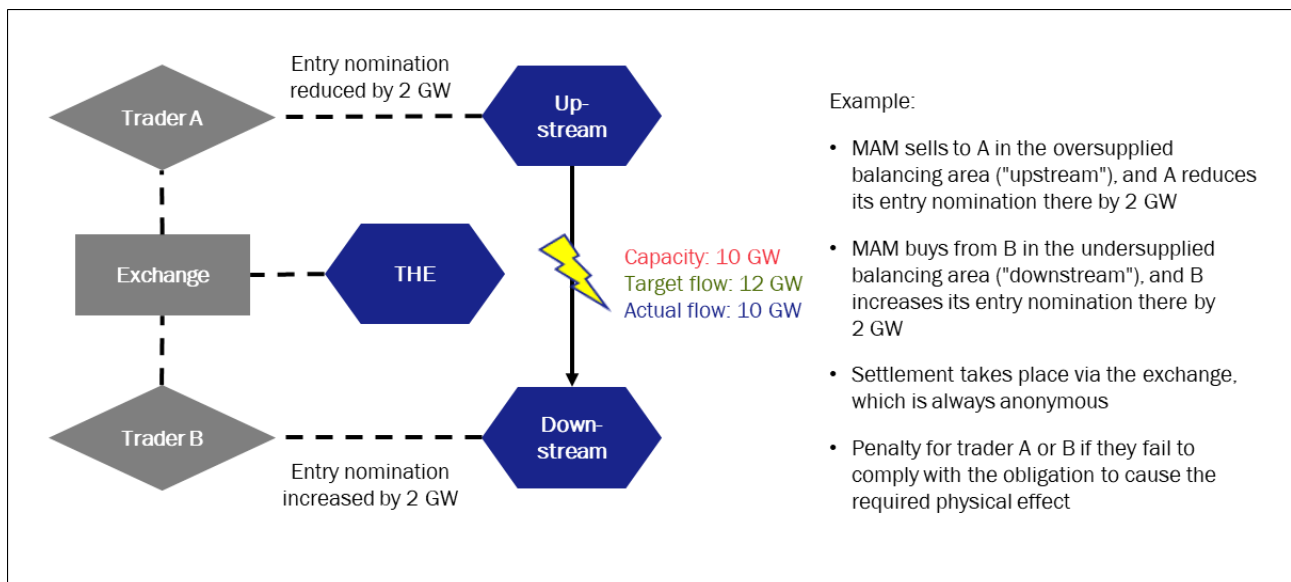 Entry nomination
reduced by 2 GW
Trader A
Up-
stream
Exchange
THE
Capacity: 10 GW
Target flow: 12 GW
Actual flow: 10 GW
Trader B
Down-
stream
Entry nomination
increased by 2 GW
Example:
• MAM sells to A in the oversupplied
balancing area ("upstream"), and A reduces
its entry nomination there by 2 GW
• MAM buys from B in the undersupplied
balancing area ("downstream"), and B
increases its entry nomination there by
2 GW
• Settlement takes place via the exchange,
which is always anonymous
• Penalty for trader A or B if they fail to
comply with the obligation to cause the
required physical effect